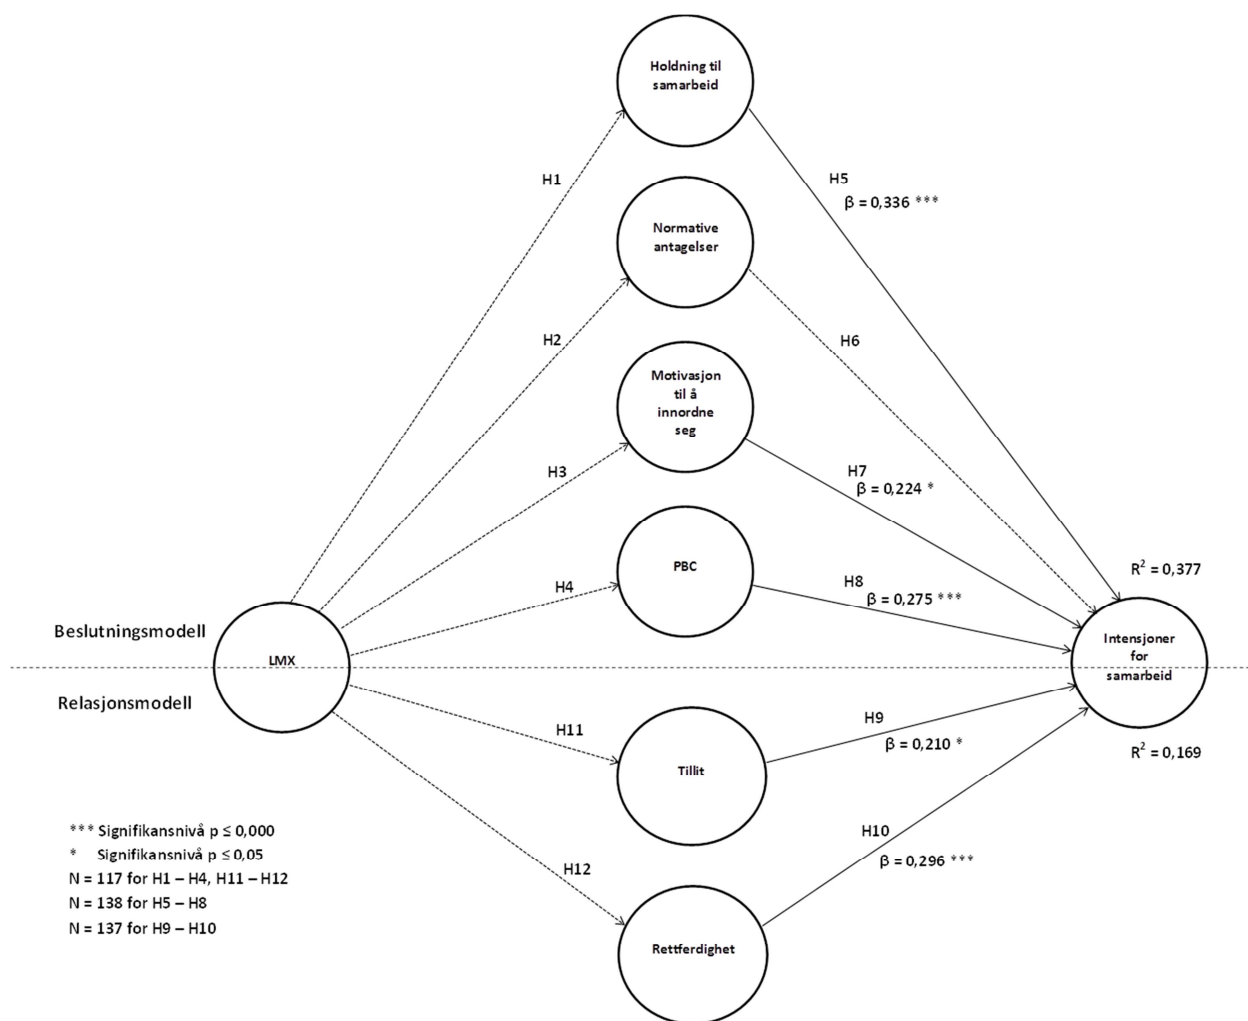 Holdning til
samarbeid
H1
H5
β = 0,336 ***
Normative
antagelser
H2
H6
Motivasjon
til å
innordne
seg
H3
H7
β = 0,224 *
PBC
H4
H8
β = 0,275 ***
R² = 0,377
Beslutningsmodell
LMX
Intensjoner
for
samarbeid
Relasjonsmodell
H11
Tillit
H9
β = 0,210 *
R² = 0,169
H12
Rettferdighet
H10
β = 0,296 ***
*** Signifikansnivå p ≤ 0,000
* Signifikansnivå p ≤ 0,05
N = 117 for H1 – H4, H11 – H12
N = 138 for H5 – H8
N = 137 for H9 – H10